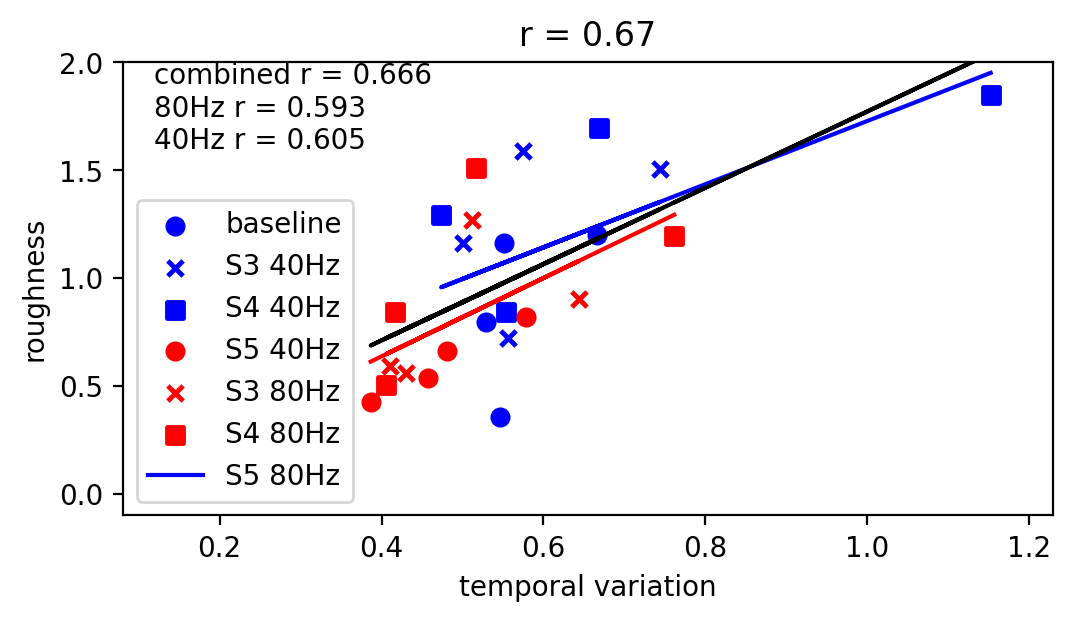 r = 0.67
combined r = 0.666
80Hz r = 0.593
40Hz r = 0.605
baseline
S3 40Hz
S4 40Hz
S5 40Hz
S3 80Hz
S4 80Hz
S5 80Hz
roughness
2.0
1.5
1.0
0.5
0.0
0.2 0.4 0.6 0.8 1.0 1.2
temporal variation